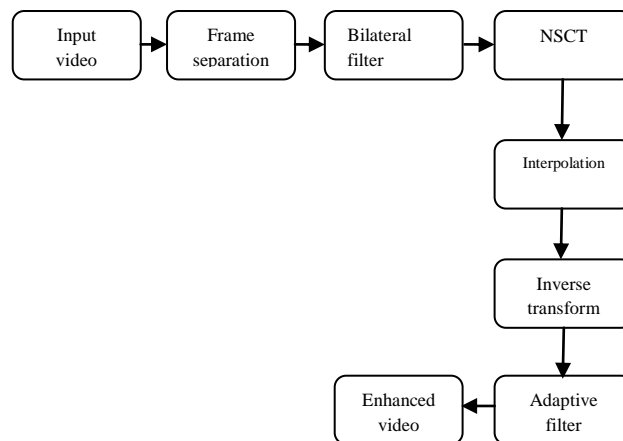 Input
video
Frame
separation
Bilateral
filter
NSCT
Interpolation
Inverse
transform
Adaptive
filter
Enhanced
video